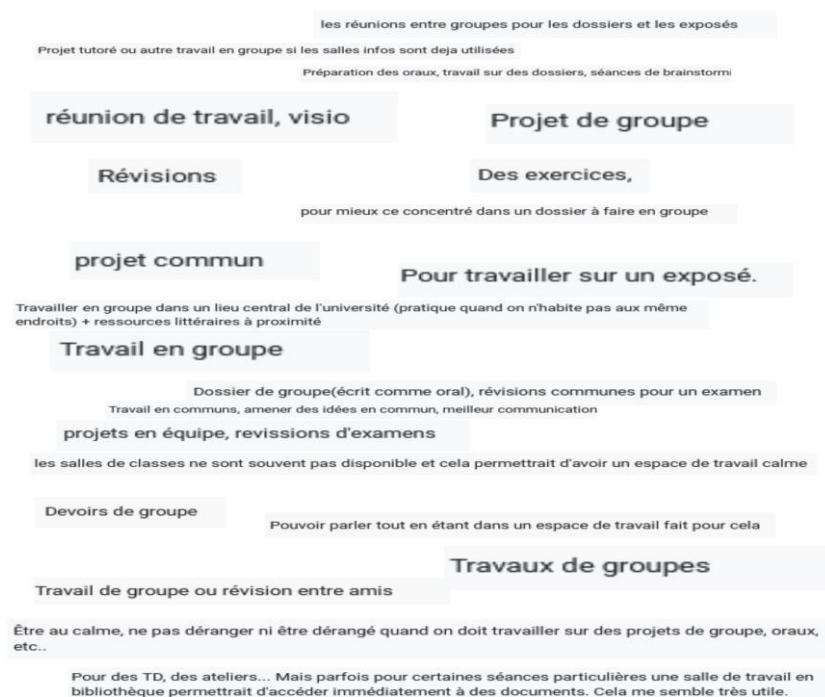 les réunions entre groupes pour les dossiers et les exposés
Projet tutoré ou autre travail en groupe si les salles infos sont deja utilisées
Préparation des oraux, travail sur des dossiers, séances de brainstormi
réunion de travail, visio
Projet de groupe
Révisions
Des exercices,
pour mieux ce concentré dans un dossier à faire en groupe
projet commun
Pour travailler sur un exposé.
Travailler en groupe dans un lieu central de l'université (pratique quand on n'habite pas aux même
endroits) + ressources littéraires à proximité
Travail en groupe
Dossier de groupe(écrit comme oral), révisions communes pour un examen
Travail en communs, amener des idées en commun, meilleur communication
projets en équipe, revissions d'examens
les salles de classes ne sont souvent pas disponible et cela permettrait d'avoir un espace de travail calme
Devoirs de groupe
Pouvoir parler tout en étant dans un espace de travail fait pour cela
Travaux de groupes
Travail de groupe ou révision entre amis
Être au calme, ne pas déranger ni être dérangé quand on doit travailler sur des projets de groupe, oraux,
etc..
Pour des TD, des ateliers... Mais parfois pour certaines séances particulières une salle de travail en
bibliothèque permettrait d'accéder immédiatement à des documents. Cela me semble très utile.